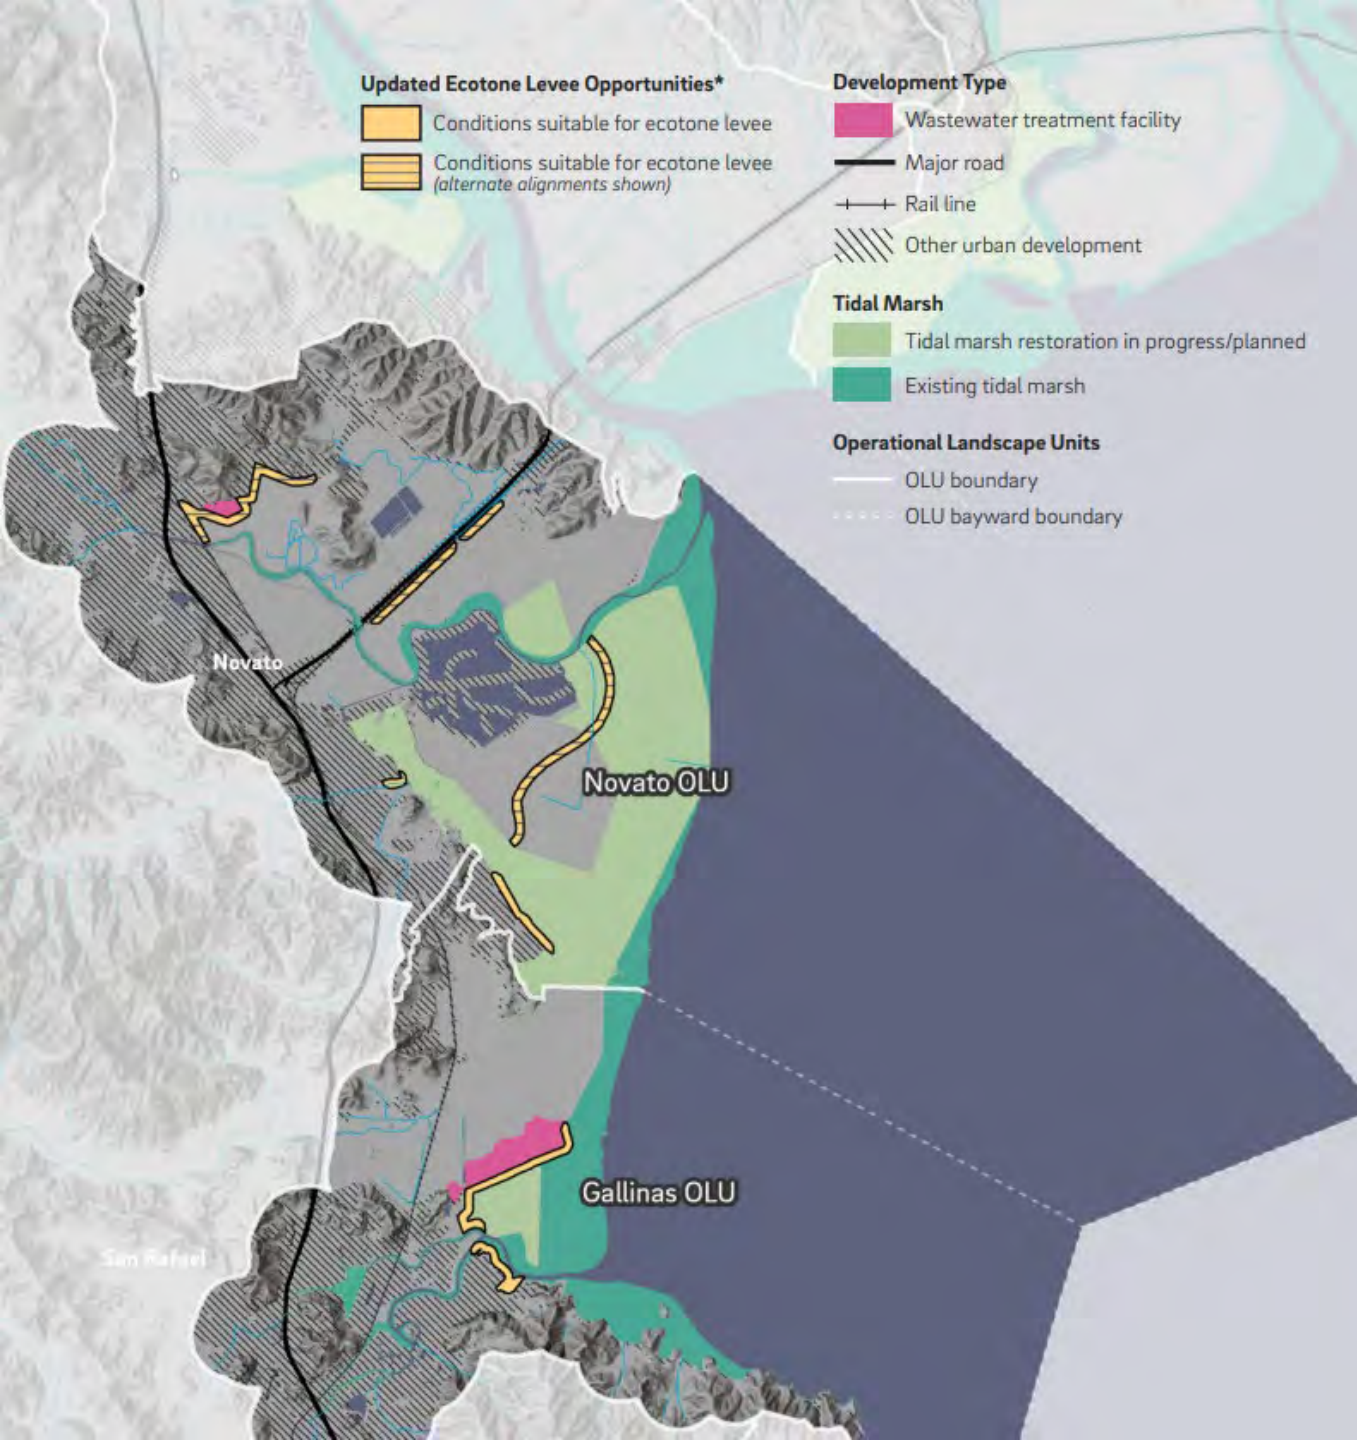 Updated Ecotone Levee Opportunities*
Conditions suitable for ecotone levee
Conditions suitable for ecotone levee
(alternate alignments shown)
Development Type
Wastewater treatment facility
Major road
Rail line
Other urban development
Tidal Marsh
Tidal marsh restoration in progress/planned
Existing tidal marsh
Operational Landscape Units
OLU boundary
OLU bayward boundary
Novato
Novato OLU
Gallinas OLU
San Rafael